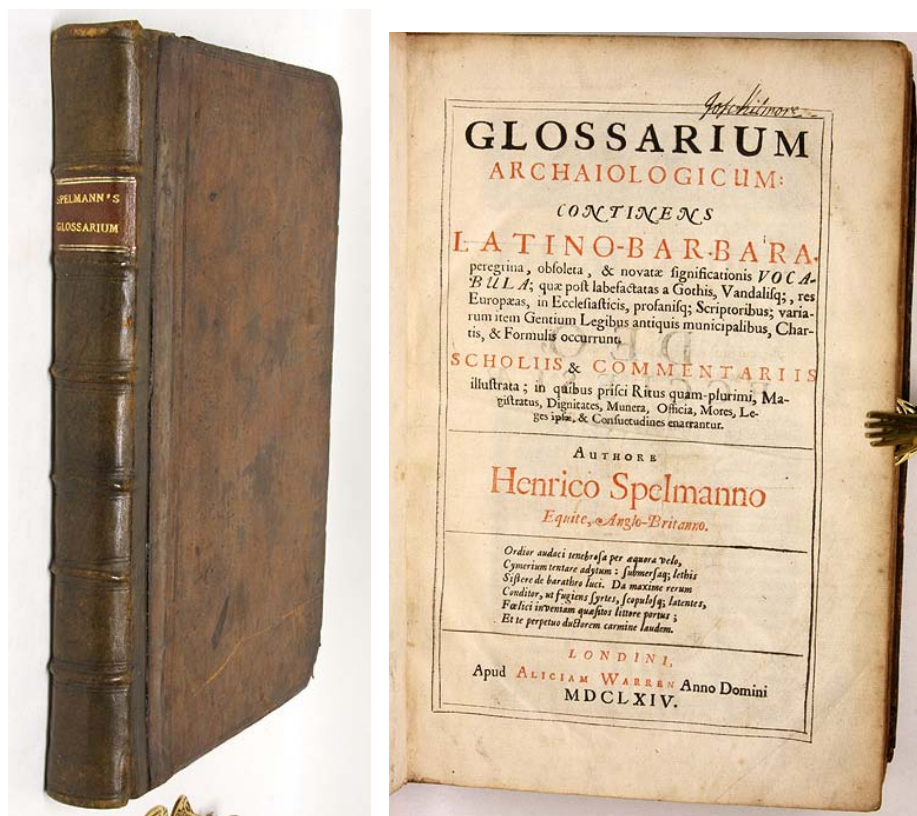 SPELMANN'S
GLOSSARIUM
GLOSSARIUM
ARCHAIOLOGICUM:
CONTINENS
LATINO-BARBARA
peregrina, obſoleta, & novatæ ſignificationis VOCA-
BULA; quæ poſt labefactatas a Gothis, Vandaliſq;, res
Europæas, in Eccleſiaſticis, profaniſq; Scriptoribus; varia-
rum item Gentium Legibus antiquis municipalibus, Char-
tis, & Formulis occurrunt.
SCHOLIIS & COMMENTARIIS
illuſtrata; in quibus priſci Ritus quam-plurimi, Ma-
giſtratus, Dignitates, Munera, Officia, Mores, Le-
ges ipſæ, & Conſuetudines enarrantur.
AUTHORE
Henrico Spelmanno
Equite, Anglo-Britanno.
Ordior audaci tenebroſa per æquora velo,
Cymerium tentare adytum: ſubmerſaq; lethis
Siſtere de barathro luci. Da maxime rerum
Conditor, ut fugiens ſyrtes, ſcopuloſq; latentes,
Fœlici inveniam quæſitos littore portus;
Et te perpetuo ductorem carmine laudem.
LONDINI,
Apud ALICIAM WARREN Anno Domini
MDCLXIV.